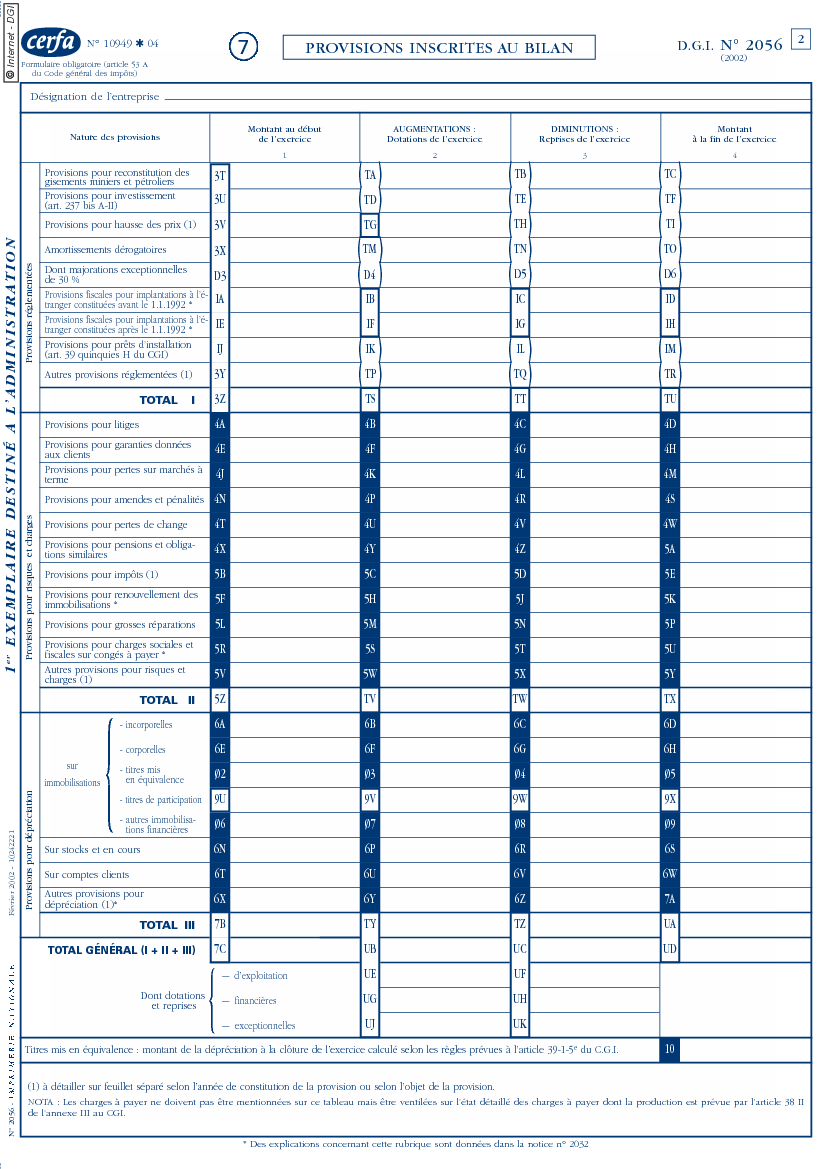 © Internet - DGI
cerfa
N° 10949 ✱ 04
7
PROVISIONS INSCRITES AU BILAN
D.G.I. N° 2056
2
(2002)
Formulaire obligatoire (article 53 A
du Code général des impôts)
Désignation de l'entreprise
Nature des provisions
Montant au début
de l'exercice
1
AUGMENTATIONS :
Dotations de l'exercice
2
DIMINUTIONS :
Reprises de l'exercice
3
Montant
à la fin de l'exercice
4
1er EXEMPLAIRE DESTINÉ A L'ADMINISTRATION
Provisions réglementées
Provisions pour reconstitution des
gisements miniers et pétroliers
3T TA TB TC
Provisions pour investissement
(art. 237 bis A-II)
3U TD TE TF
Provisions pour hausse des prix (1) 3V TG TH TI
Amortissements dérogatoires 3X TM TN TO
Dont majorations exceptionnelles
de 30 %
D3 D4 D5 D6
Provisions fiscales pour implantations à l'é-
tranger constituées avant le 1.1.1992 *
IA IB IC ID
Provisions fiscales pour implantations à l'é-
tranger constituées après le 1.1.1992 *
IE IF IG IH
Provisions pour prêts d'installation
(art. 39 quinquies H du CGI)
IJ IK IL IM
Autres provisions réglementées (1) 3Y TP TQ TR
TOTAL I 3Z TS TT TU
Provisions pour risques et charges
Provisions pour litiges 4A 4B 4C 4D
Provisions pour garanties données
aux clients
4E 4F 4G 4H
Provisions pour pertes sur marchés à
terme
4J 4K 4L 4M
Provisions pour amendes et pénalités 4N 4P 4R 4S
Provisions pour pertes de change 4T 4U 4V 4W
Provisions pour pensions et obliga-
tions similaires
4X 4Y 4Z 5A
Provisions pour impôts (1) 5B 5C 5D 5E
Provisions pour renouvellement des
immobilisations *
5F 5H 5J 5K
Provisions pour grosses réparations 5L 5M 5N 5P
Provisions pour charges sociales et
fiscales sur congés à payer *
5R 5S 5T 5U
Autres provisions pour risques et
charges (1)
5V 5W 5X 5Y
TOTAL II 5Z TV TW TX
Provisions pour dépréciation
sur
immobilisations
- incorporelles 6A 6B 6C 6D
- corporelles 6E 6F 6G 6H
- titres mis
en équivalence
Ø2 Ø3 Ø4 Ø5
- titres de participation 9U 9V 9W 9X
- autres immobilisa-
tions financières
Ø6 Ø7 Ø8 Ø9
Sur stocks et en cours 6N 6P 6R 6S
Sur comptes clients 6T 6U 6V 6W
Autres provisions pour
dépréciation (1)*
6X 6Y 6Z 7A
TOTAL III 7B TY TZ UA
TOTAL GÉNÉRAL (I + II + III) 7C UB UC UD
Dont dotations
et reprises
— d'exploitation UE UF
— financières UG UH
— exceptionnelles UJ UK
Titres mis en équivalence : montant de la dépréciation à la clôture de l'exercice calculé selon les règles prévues à l'article 39-1-5e du C.G.I. 10
(1) à détailler sur feuillet séparé selon l'année de constitution de la provision ou selon l'objet de la provision.
NOTA : Les charges à payer ne doivent pas être mentionnées sur ce tableau mais être ventilées sur l'état détaillé des charges à payer dont la production est prévue par l'article 38 II
de l'annexe III au CGI.
* Des explications concernant cette rubrique sont données dans la notice n° 2032
N° 2056 - IMPRIMERIE NATIONALE
Février 2002 - 10242221